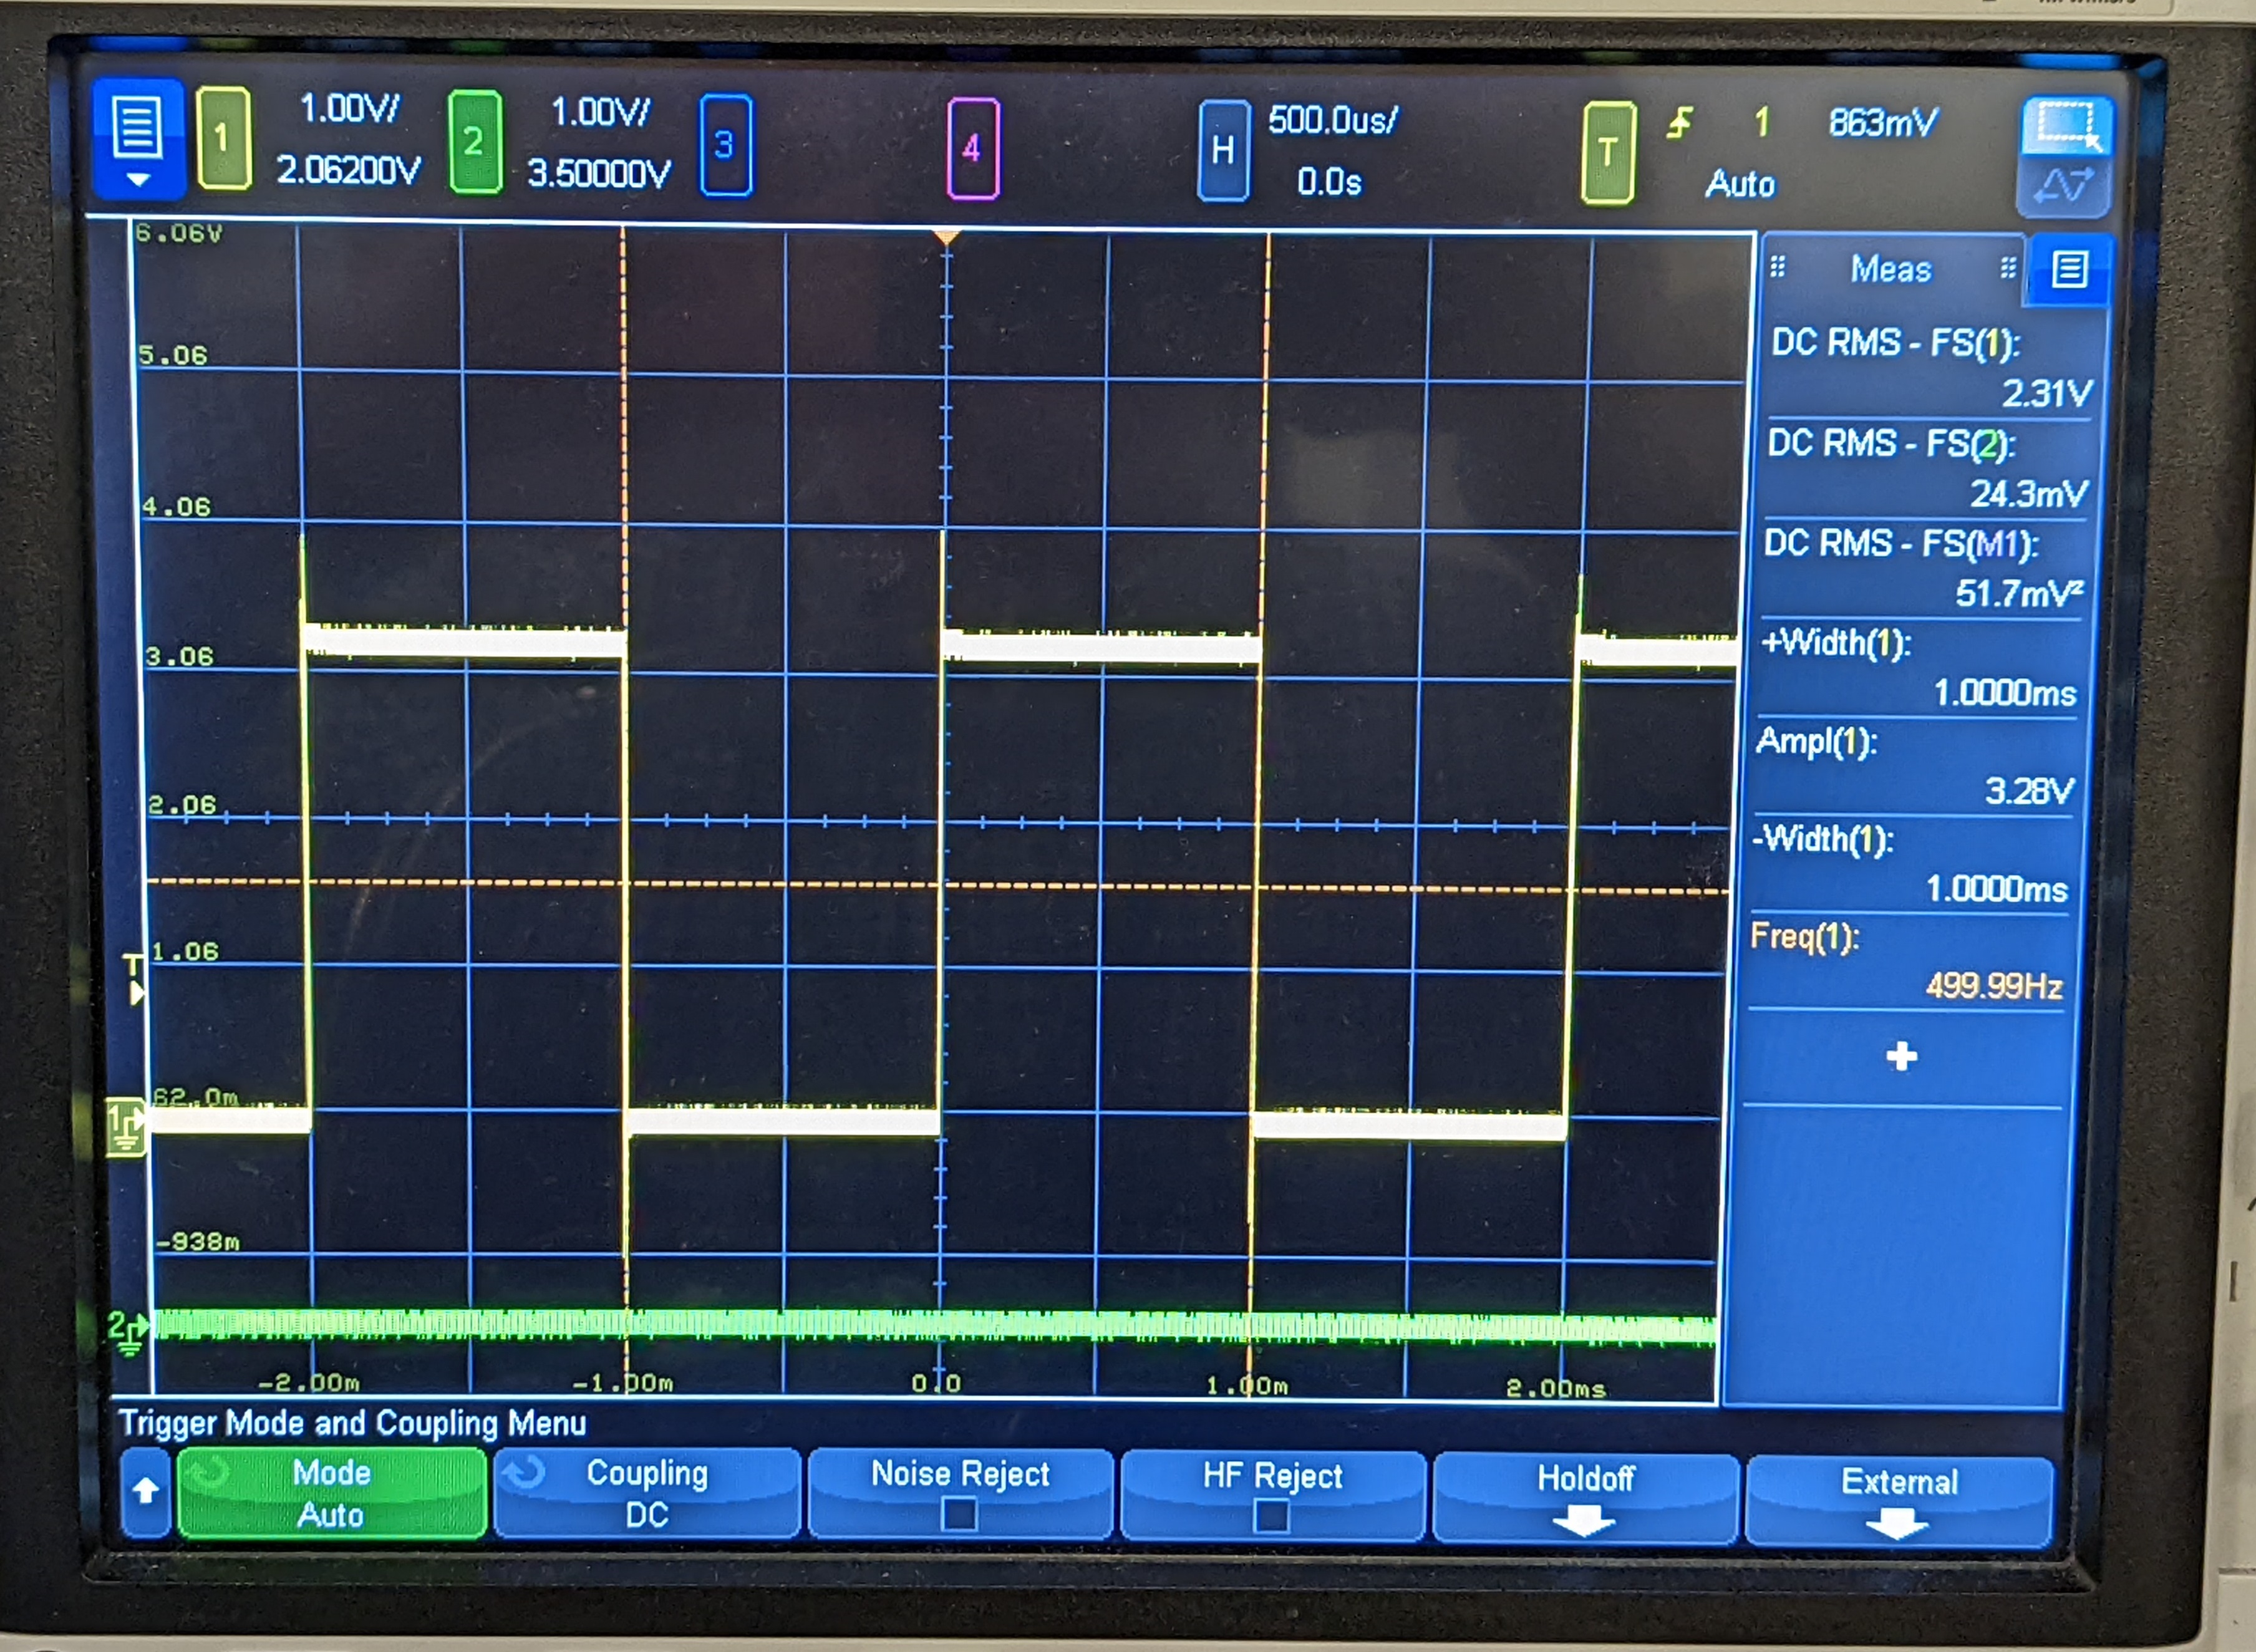 1 1.00V/ 2 1.00V/ 3 4 H 500.0us/ T 1 863mV
2.06200V 3.50000V 0.0s Auto
6.06V
5.06
4.06
3.06
2.06
T
1.06
62.0m
1
-938m
2
-2.00m -1.00m 0.0 1.00m 2.00ms
Meas
DC RMS - FS(1):
2.31V
DC RMS - FS(2):
24.3mV
DC RMS - FS(M1):
51.7mV²
+Width(1):
1.0000ms
Ampl(1):
3.28V
-Width(1):
1.0000ms
Freq(1):
499.99Hz
Trigger Mode and Coupling Menu
Mode
Auto
Coupling
DC
Noise Reject
HF Reject
Holdoff
External